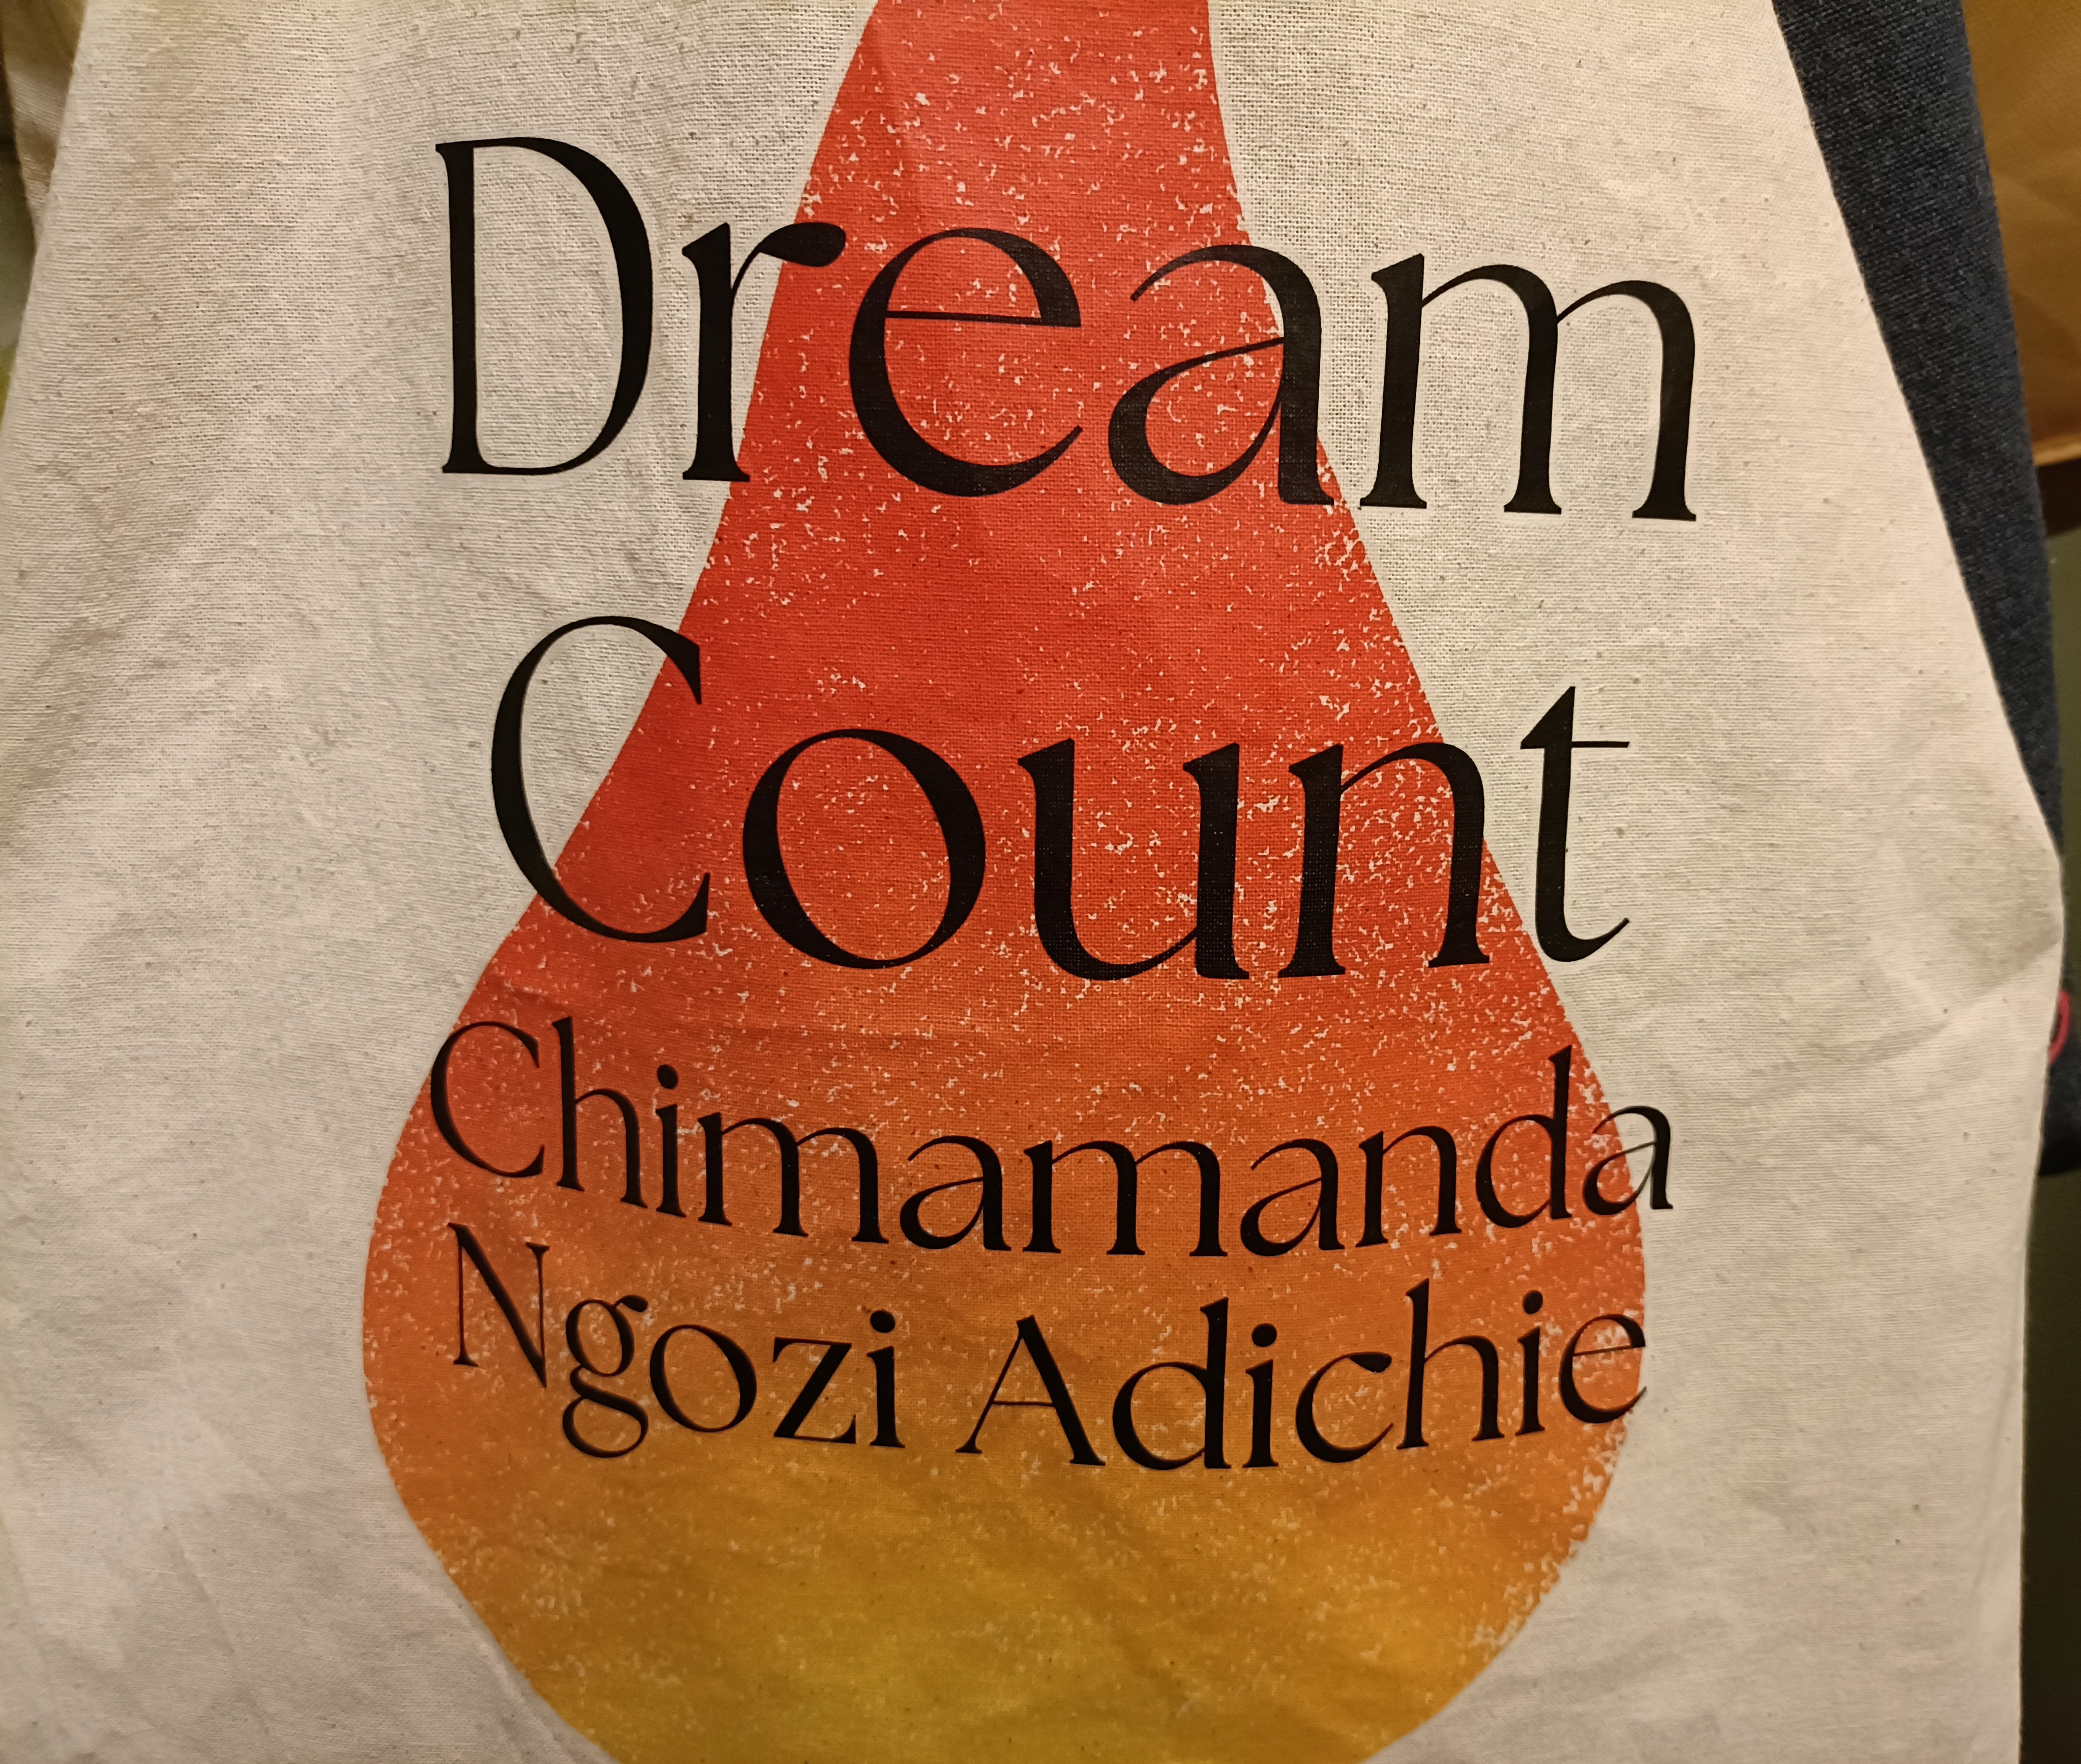 Dream
Count
Chimamanda
Ngozi Adichie